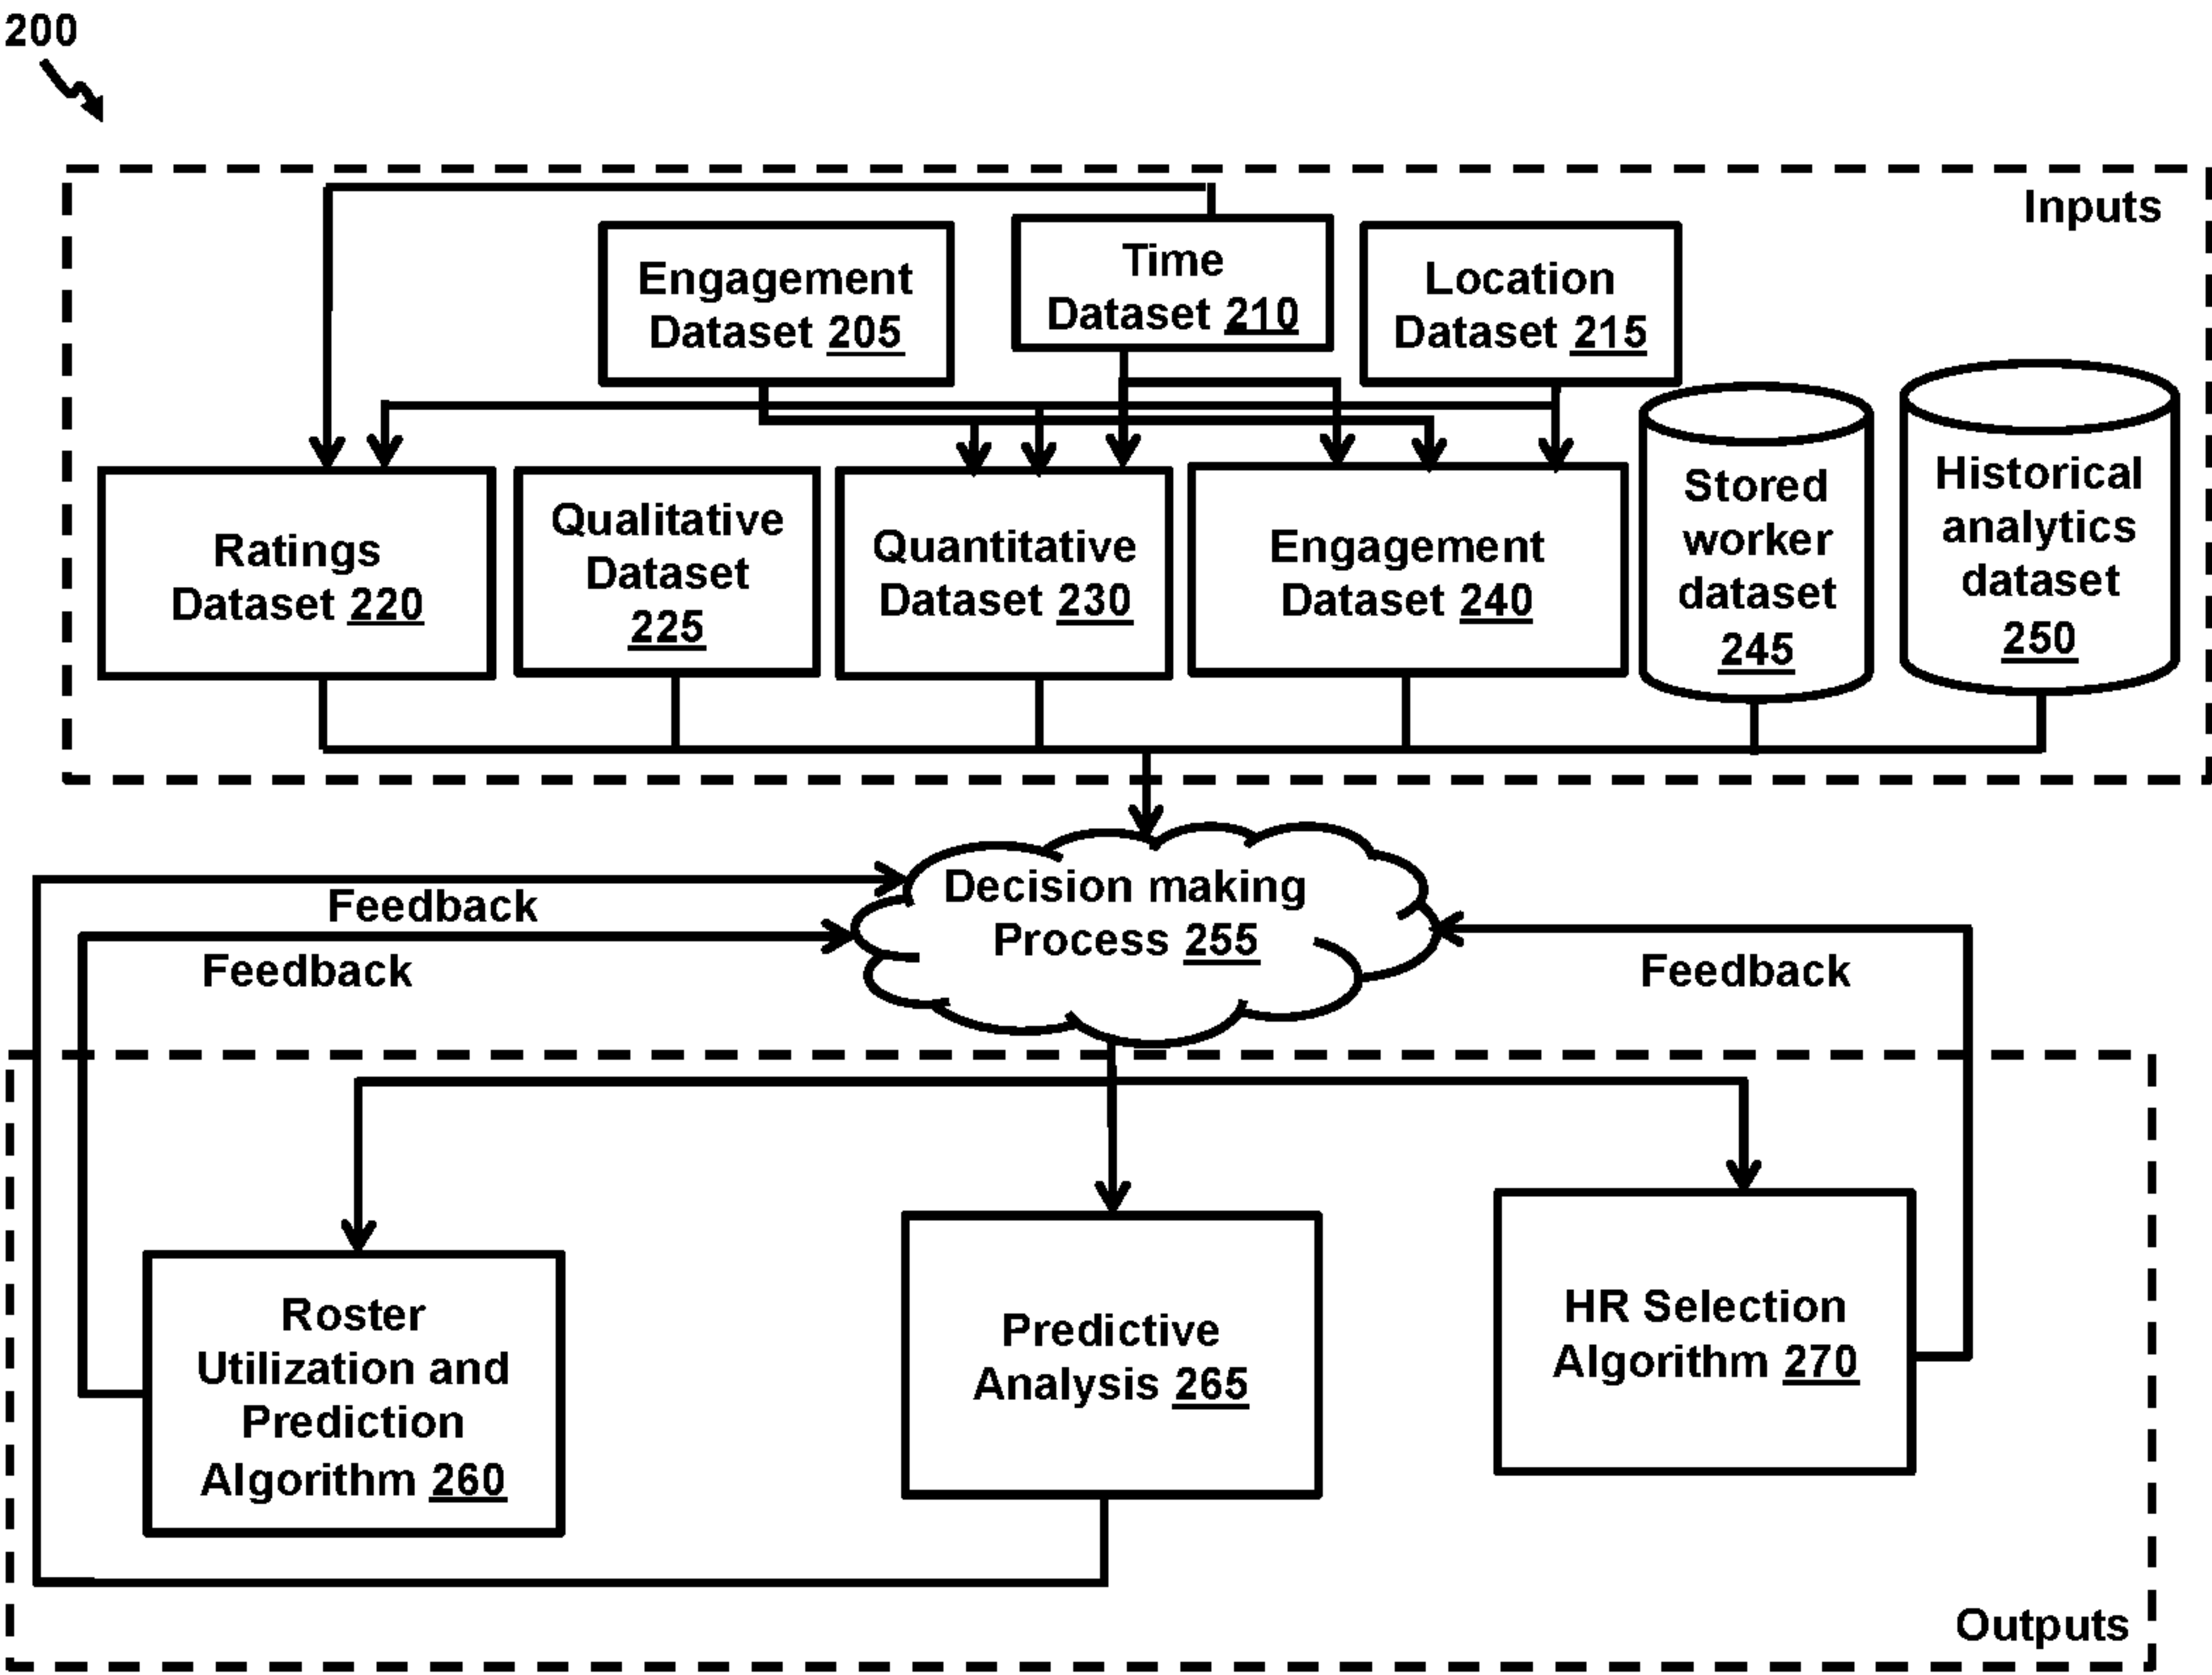 200
Inputs
Engagement
Dataset 205
Time
Dataset 210
Location
Dataset 215
Ratings
Dataset 220
Qualitative
Dataset
225
Quantitative
Dataset 230
Engagement
Dataset 240
Stored
worker
dataset
245
Historical
analytics
dataset
250
Decision making
Process 255
Feedback
Feedback
Feedback
Roster
Utilization and
Prediction
Algorithm 260
Predictive
Analysis 265
HR Selection
Algorithm 270
Outputs